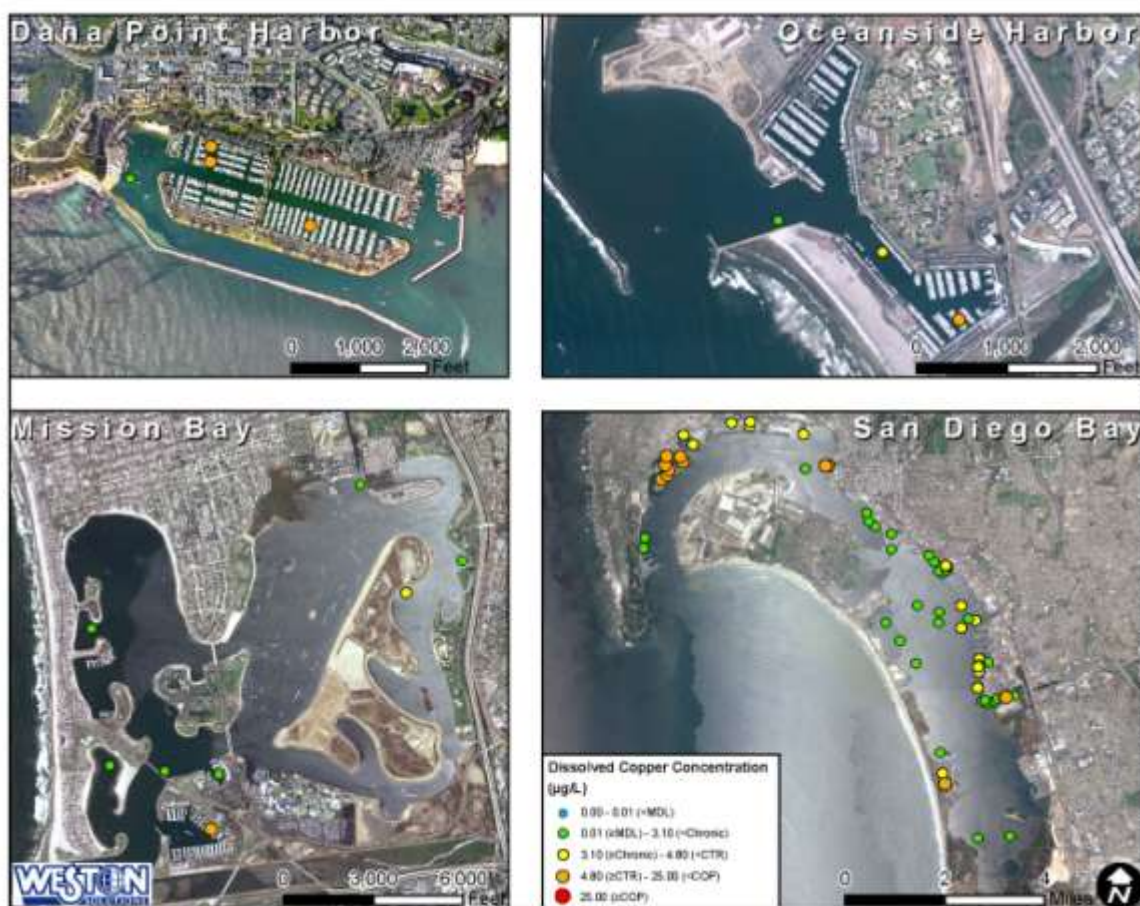 Dana Point Harbor
0 1,000 2,000
Feet
Oceanside Harbor
0 1,000 2,000
Feet
Mission Bay
WESTON
SOLUTIONS
0 3,000 6,000
Feet
San Diego Bay
Dissolved Copper Concentration
(µg/L)
0.00 - 0.01 (<MDL)
0.01 (≥MDL) - 3.10 (<Chronic)
3.10 (≥Chronic) - 4.80 (<CTR)
4.80 (≥CTR) - 25.00 (<COP)
25.00 (≥COP)
0 2 4
Miles
N